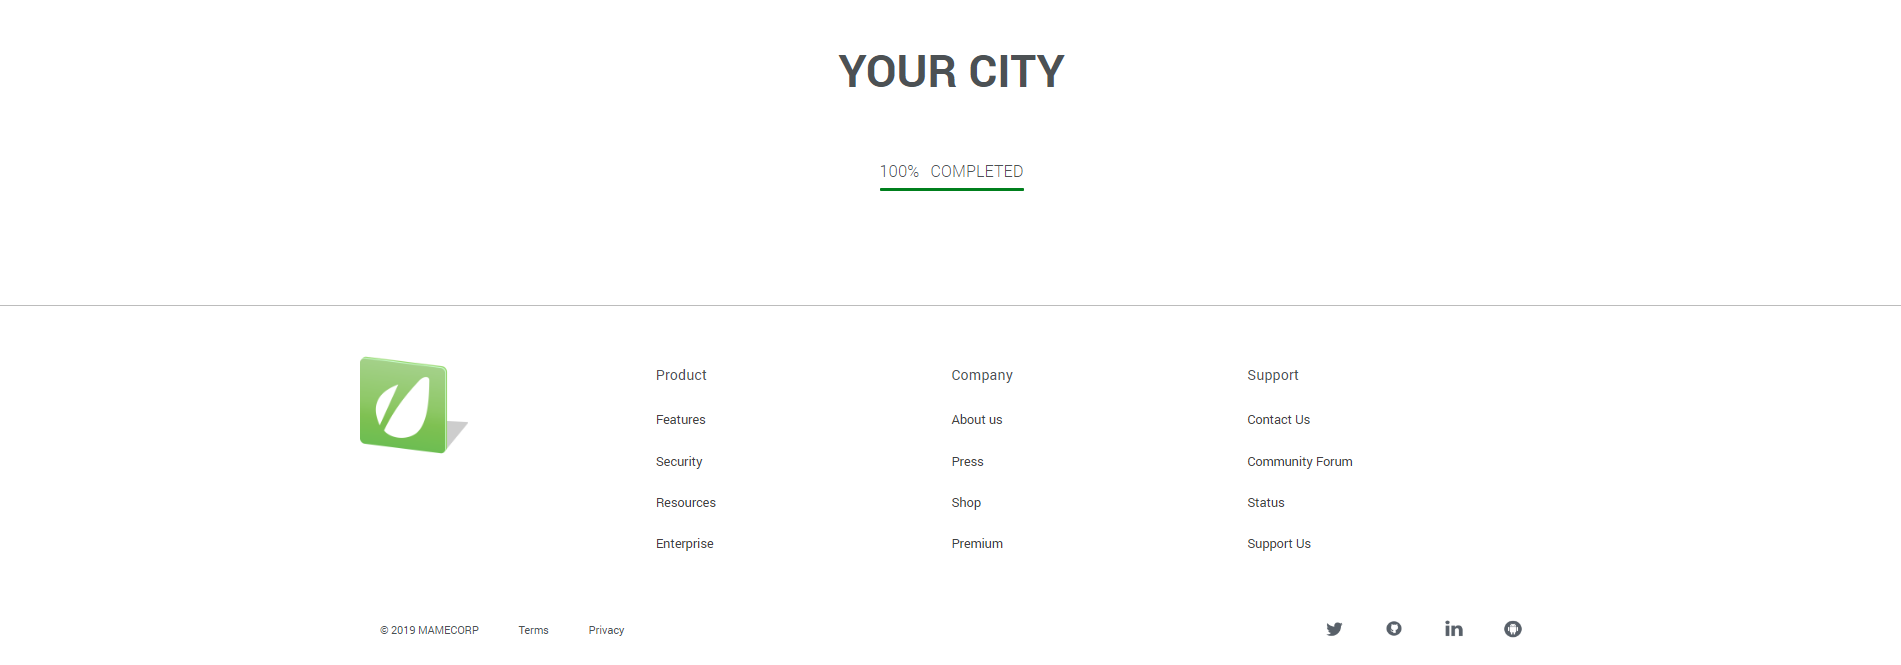 YOUR CITY
100% COMPLETED
Product
Features
Security
Resources
Enterprise
Company
About us
Press
Shop
Premium
Support
Contact Us
Community Forum
Status
Support Us
© 2019 MAMECORP Terms Privacy